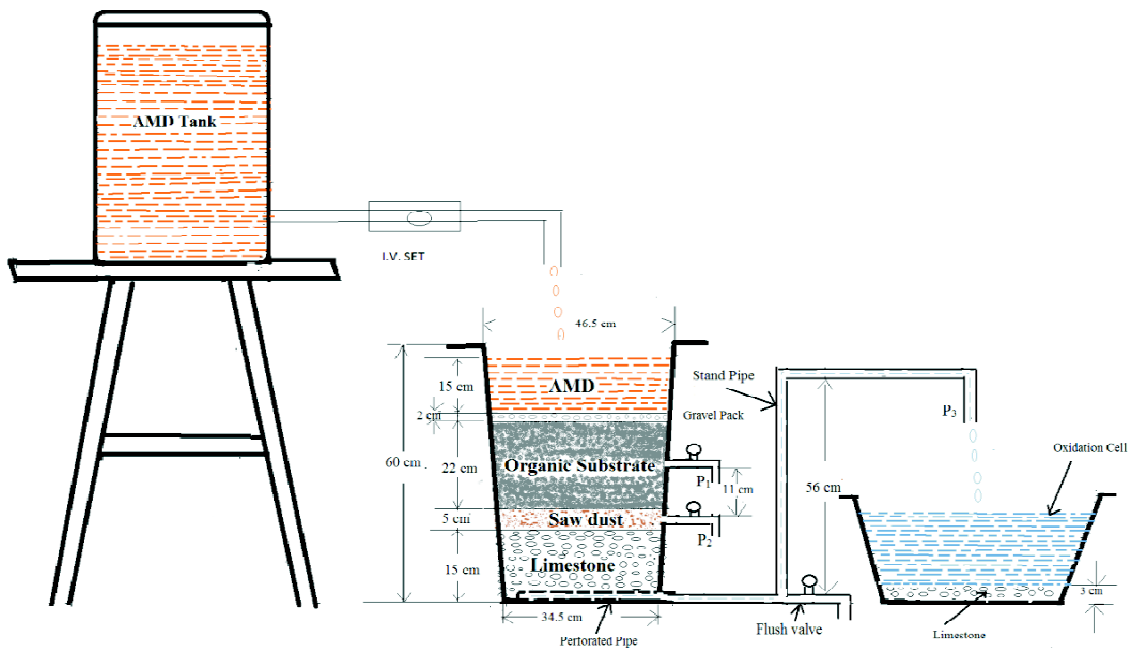 AMD Tank
I.V. SET
46.5 cm
15 cm
AMD
2 cm
Gravel Pack
60 cm
22 cm
Organic Substrate
P1
11 cm
5 cm
Saw dust
P2
15 cm
Limestone
34.5 cm
Perforated Pipe
Stand Pipe
P3
56 cm
Flush valve
Oxidation Cell
3 cm
Limestone